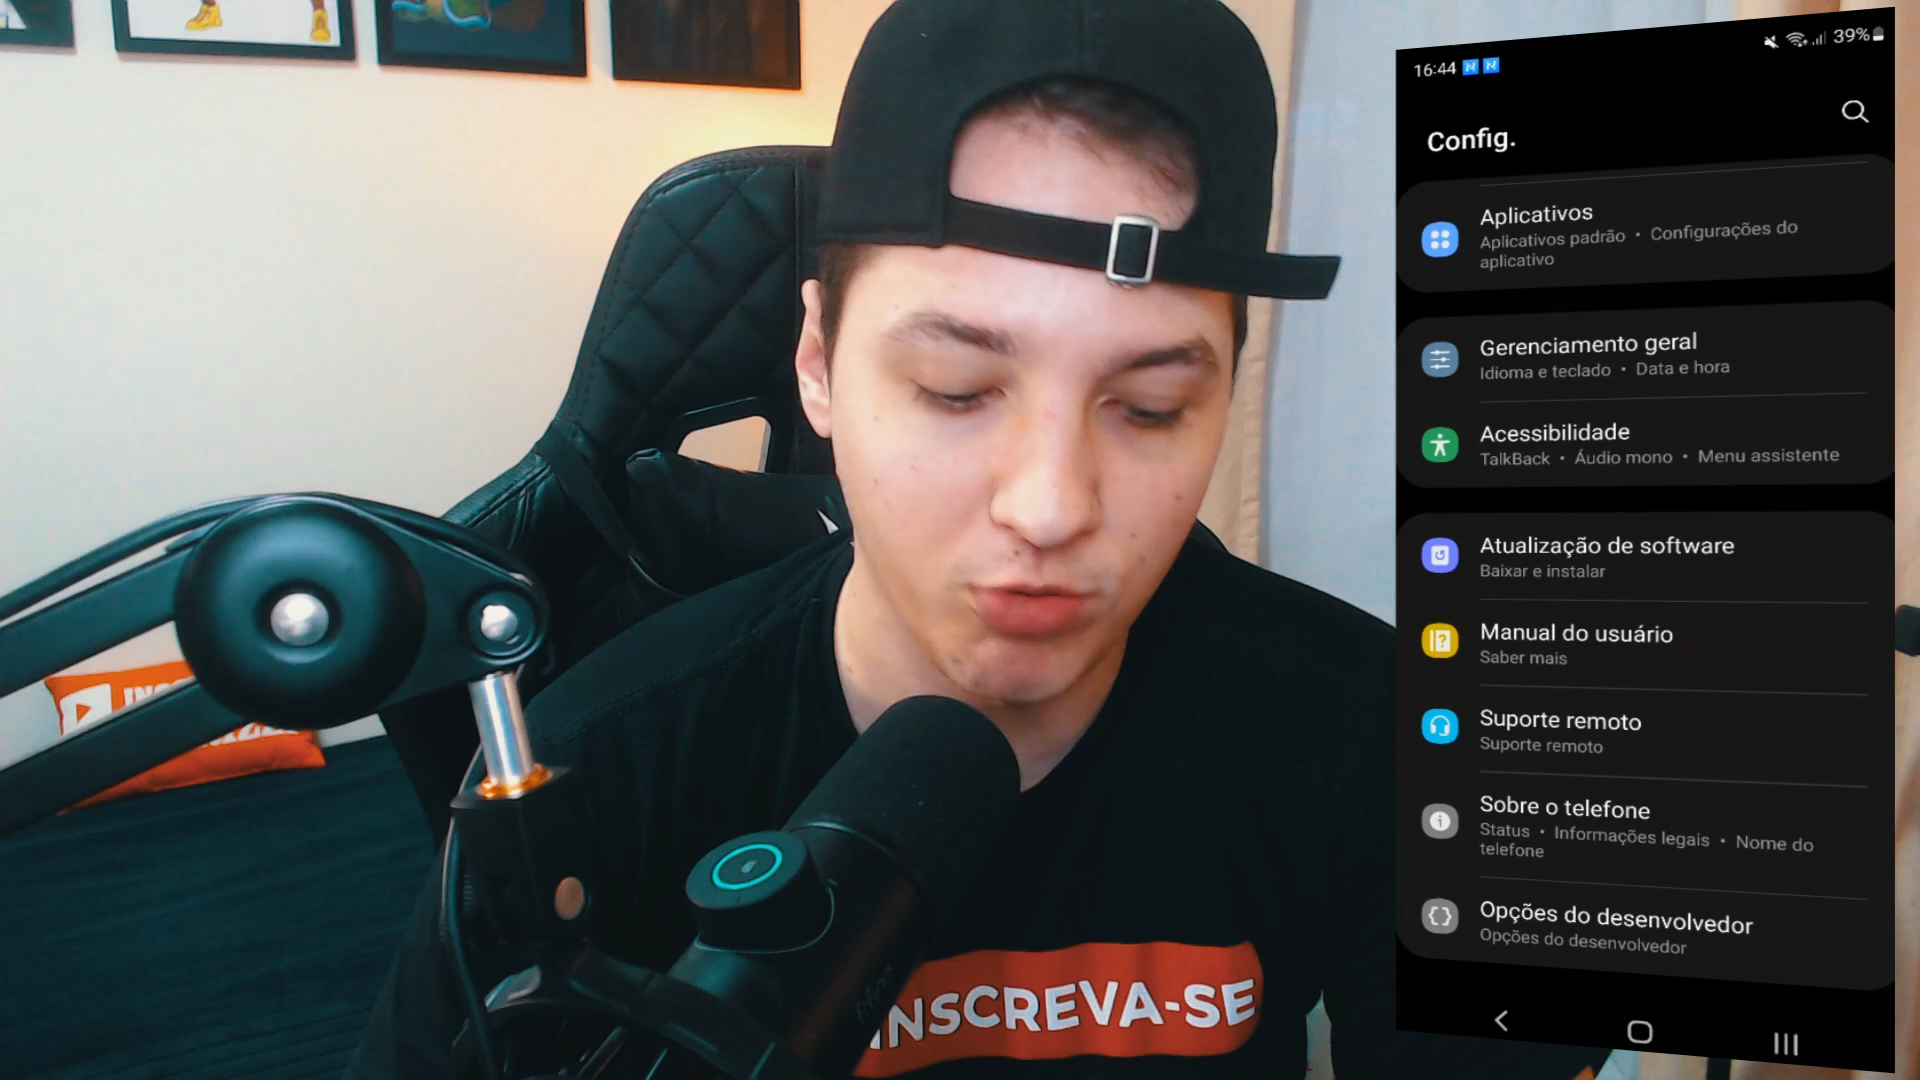 16:44
39%
Config.
Aplicativos
Aplicativos padrão • Configurações do
aplicativo
Gerenciamento geral
Idioma e teclado • Data e hora
Acessibilidade
TalkBack • Áudio mono • Menu assistente
Atualização de software
Baixar e instalar
Manual do usuário
Saber mais
Suporte remoto
Suporte remoto
Sobre o telefone
Status • Informações legais • Nome do
telefone
Opções do desenvolvedor
Opções do desenvolvedor
INSCREVA-SE